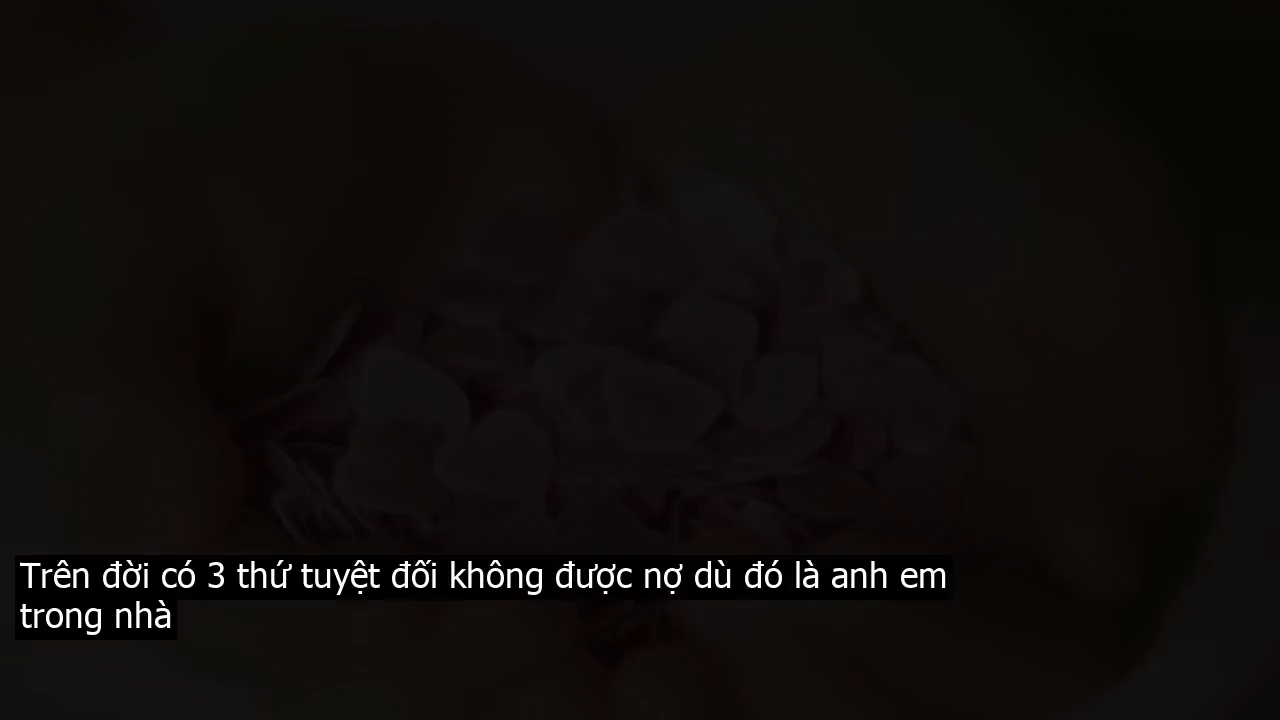 Trên đời có 3 thứ tuyệt đối không được nợ dù đó là anh em
trong nhà